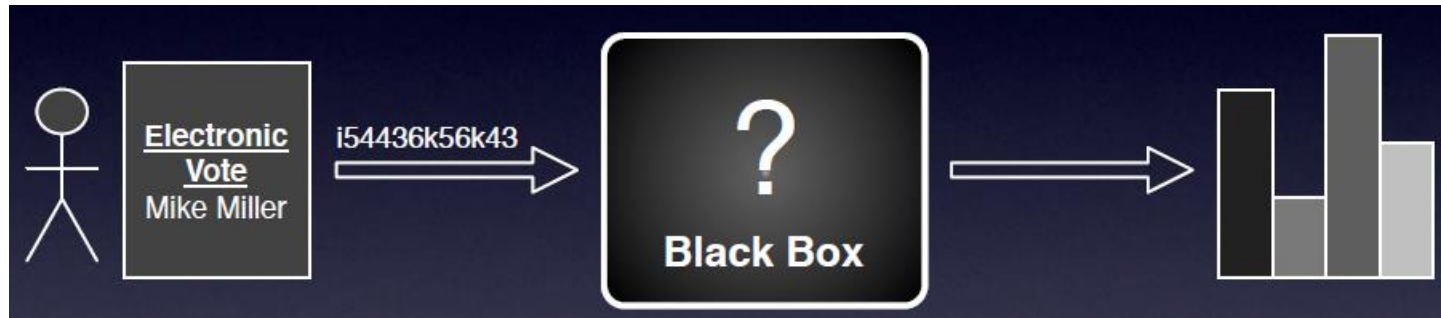 Electronic
Vote
Mike Miller
i54436k56k43
?
Black Box